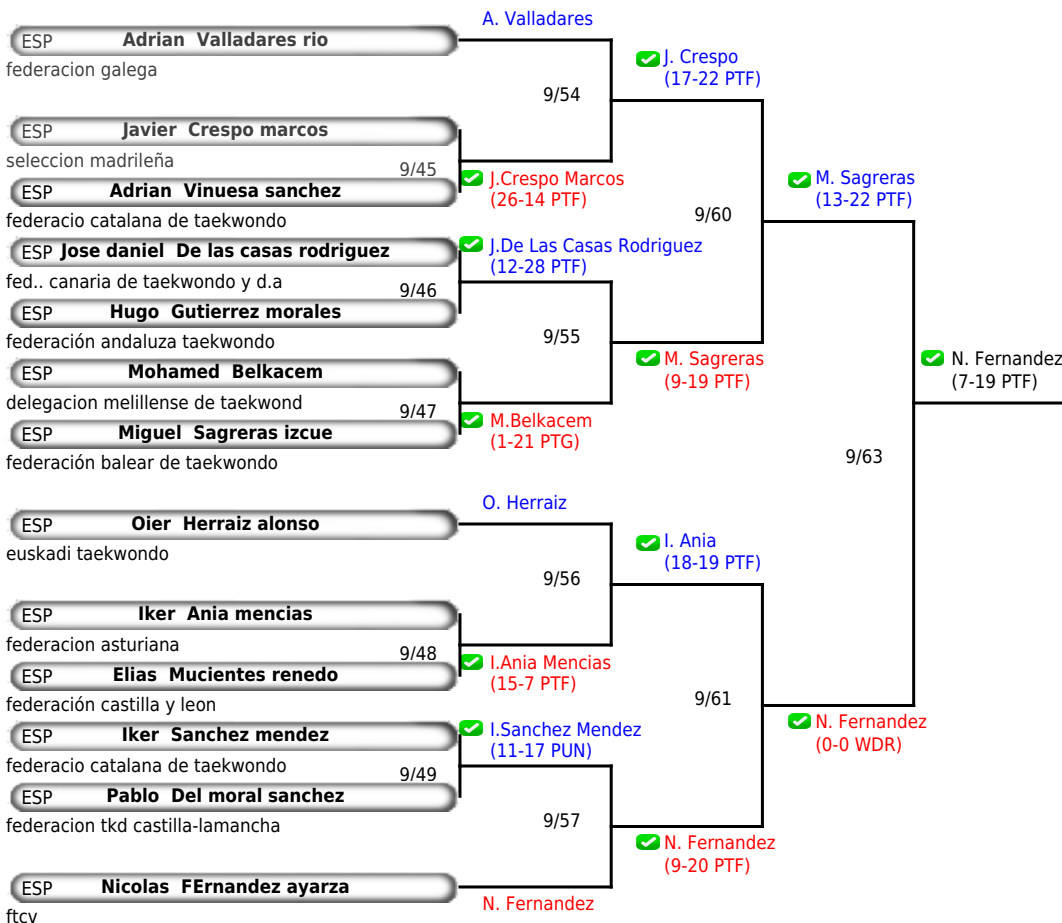 A. Valladares
ESP Adrian Valladares rio
federacion galega
J. Crespo
(17-22 PTF)
9/54
ESP Javier Crespo marcos
seleccion madrileña
9/45
J.Crespo Marcos
(26-14 PTF)
ESP Adrian Vinuesa sanchez
federacio catalana de taekwondo
M. Sagreras
(13-22 PTF)
9/60
ESP Jose daniel De las casas rodriguez
J.De Las Casas Rodriguez
(12-28 PTF)
fed.. canaria de taekwondo y d.a
9/46
ESP Hugo Gutierrez morales
federación andaluza taekwondo
9/55
M. Sagreras
(9-19 PTF)
N. Fernandez
(7-19 PTF)
ESP Mohamed Belkacem
delegacion melillense de taekwond
9/47
M.Belkacem
(1-21 PTG)
ESP Miguel Sagreras izcue
federación balear de taekwondo
9/63
O. Herraiz
ESP Oier Herraiz alonso
euskadi taekwondo
I. Ania
(18-19 PTF)
9/56
ESP Iker Ania mencias
federacion asturiana
9/48
I.Ania Mencias
(15-7 PTF)
ESP Elias Mucientes renedo
federación castilla y leon
9/61
N. Fernandez
(0-0 WDR)
ESP Iker Sanchez mendez
I.Sanchez Mendez
(11-17 PUN)
federacio catalana de taekwondo
9/49
ESP Pablo Del moral sanchez
federacion tkd castilla-lamancha
9/57
N. Fernandez
(9-20 PTF)
ESP Nicolas FErnandez ayarza
N. Fernandez
ftcv